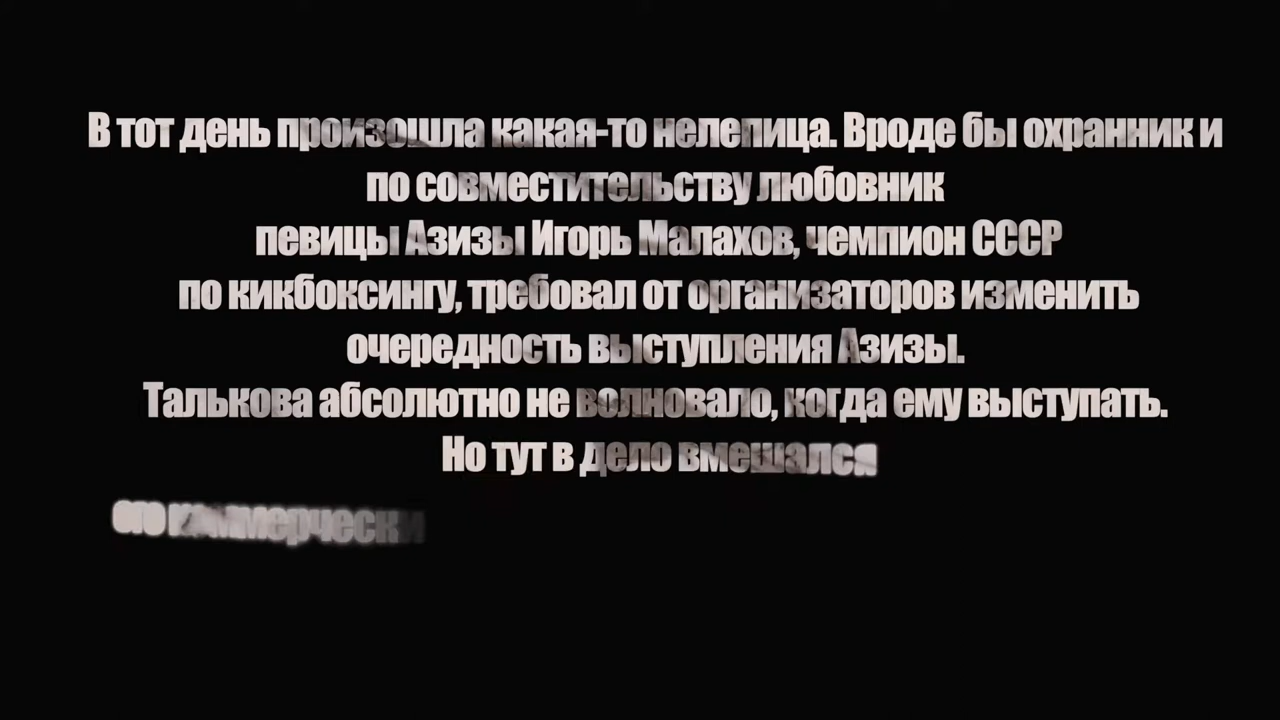 В тот день произошла какая-то нелепица. Вроде бы охранник и
по совместительству любовник
певицы Азизы Игорь Малахов, чемпион СССР
по кикбоксингу, требовал от организаторов изменить
очередность выступления Азизы.
Талькова абсолютно не волновало, когда ему выступать.
Но тут в дело вмешался
его коммерчески